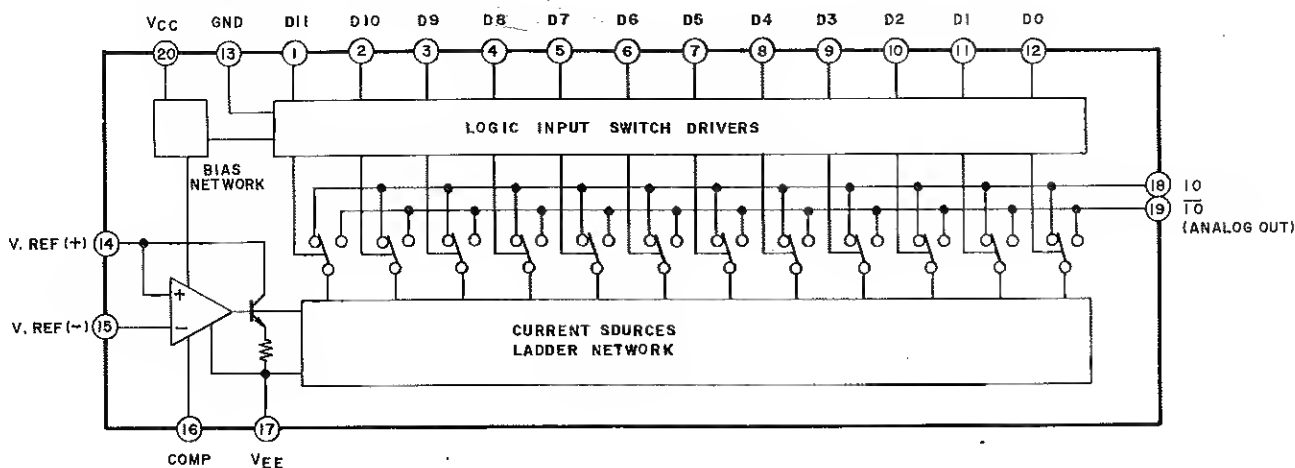 VCC GND D11 D10 D9 D8 D7 D6 D5 D4 D3 D2 D1 D0
20 13 1 2 3 4 5 6 7 8 9 10 11 12
LOGIC INPUT SWITCH DRIVERS
BIAS
NETWORK
18 IO
19 IO
(ANALOG OUT)
V. REF (+) 14
+
V. REF (-) 15
-
CURRENT SOURCES
LADDER NETWORK
16 17
COMP VEE